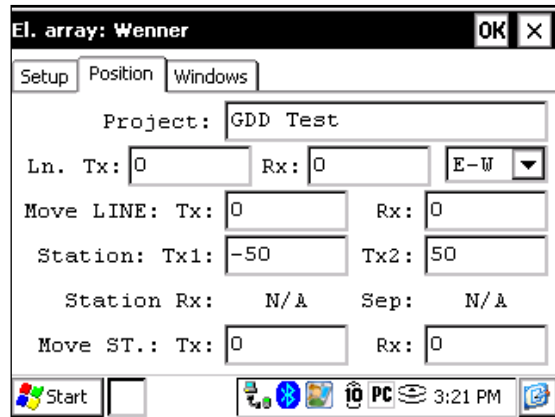 El. array: Wenner OK ×
Setup Position Windows
Project: GDD Test
Ln. Tx: 0 Rx: 0 E-W
Move LINE: Tx: 0 Rx: 0
Station: Tx1: -50 Tx2: 50
Station Rx: N/A Sep: N/A
Move ST.: Tx: 0 Rx: 0
Start PC 3:21 PM